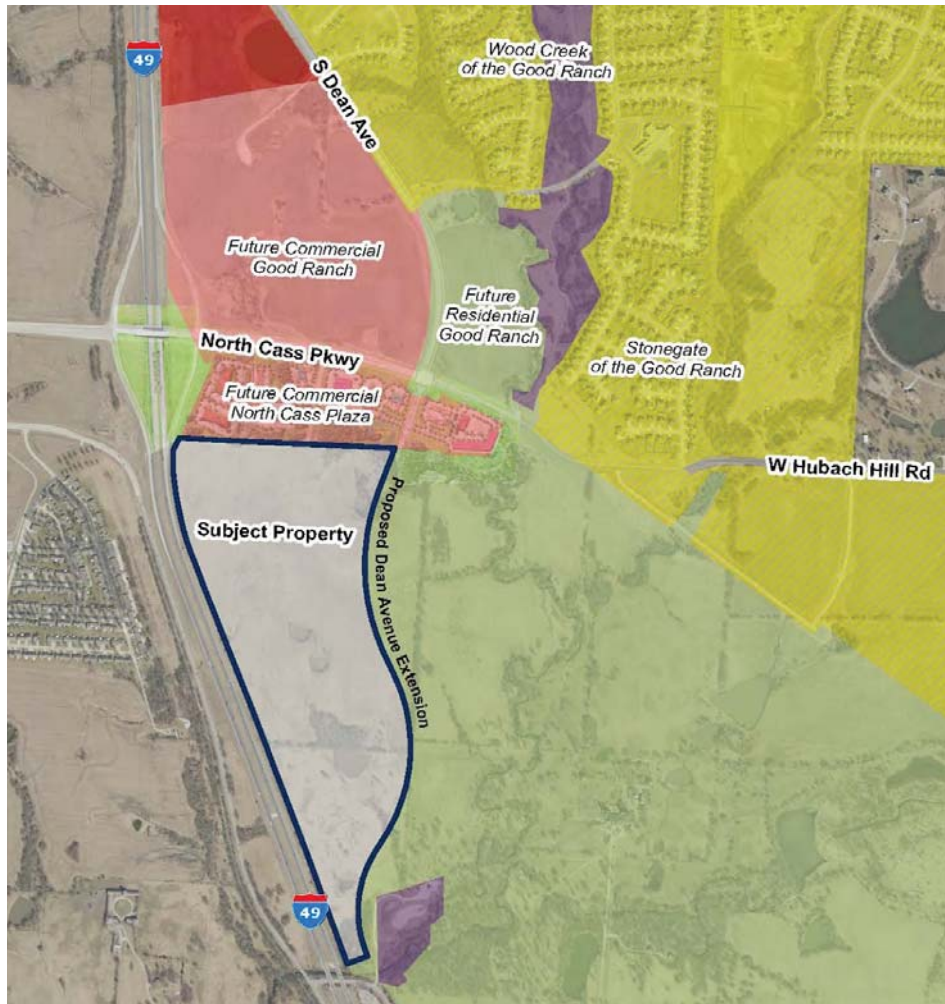 49
S Dean Ave
Wood Creek
of the Good Ranch
Future Commercial
Good Ranch
Future
Residential
Good Ranch
North Cass Pkwy
Stonegate
of the Good Ranch
Future Commercial
North Cass Plaza
W Hubach Hill Rd
Subject Property
Proposed Dean Avenue Extension
49